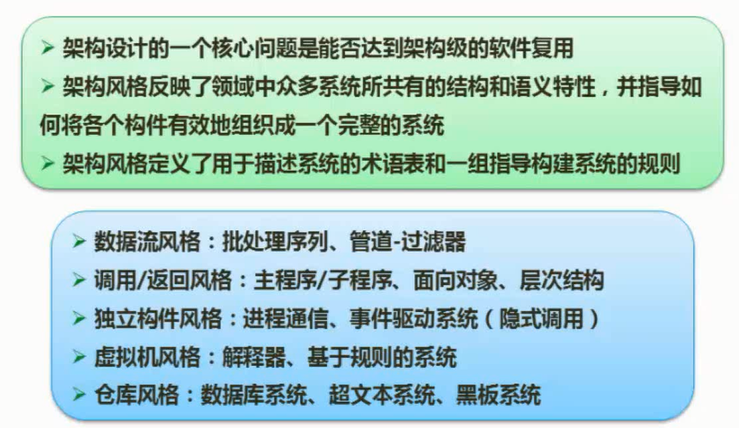 ➢ 架构设计的一个核心问题是能否达到架构级的软件复用
➢ 架构风格反映了领域中众多系统所共有的结构和语义特性，并指导如
何将各个构件有效地组织成一个完整的系统
➢ 架构风格定义了用于描述系统的术语表和一组指导构建系统的规则
➢ 数据流风格：批处理序列、管道-过滤器
➢ 调用/返回风格：主程序/子程序、面向对象、层次结构
➢ 独立构件风格：进程通信、事件驱动系统（隐式调用）
➢ 虚拟机风格：解释器、基于规则的系统
➢ 仓库风格：数据库系统、超文本系统、黑板系统